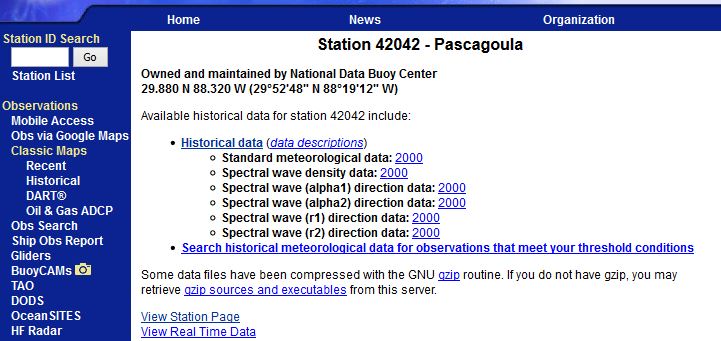 Home News Organization
Station ID Search
Go
Station List
Observations
Mobile Access
Obs via Google Maps
Classic Maps
Recent
Historical
DART®
Oil & Gas ADCP
Obs Search
Ship Obs Report
Gliders
BuoyCAMs
TAO
DODS
OceanSITES
HF Radar
Station 42042 - Pascagoula
Owned and maintained by National Data Buoy Center
29.880 N 88.320 W (29°52'48" N 88°19'12" W)
Available historical data for station 42042 include:
• Historical data (data descriptions)
Standard meteorological data: 2000
Spectral wave density data: 2000
Spectral wave (alpha1) direction data: 2000
Spectral wave (alpha2) direction data: 2000
Spectral wave (r1) direction data: 2000
Spectral wave (r2) direction data: 2000
• Search historical meteorological data for observations that meet your threshold conditions
Some data files have been compressed with the GNU gzip routine. If you do not have gzip, you may
retrieve gzip sources and executables from this server.
View Station Page
View Real Time Data